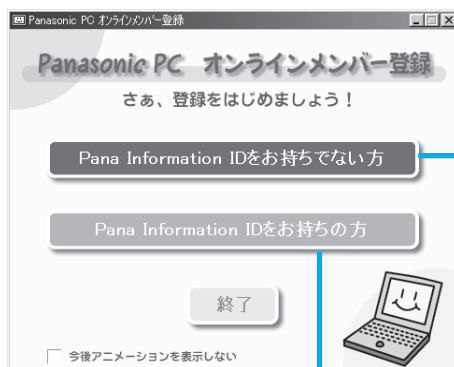 Panasonic PC オンラインメンバー登録
Panasonic PC オンラインメンバー登録
さぁ、登録をはじめましょう！
Pana Information IDをお持ちでない方
Pana Information IDをお持ちの方
終了
今後アニメーションを表示しない